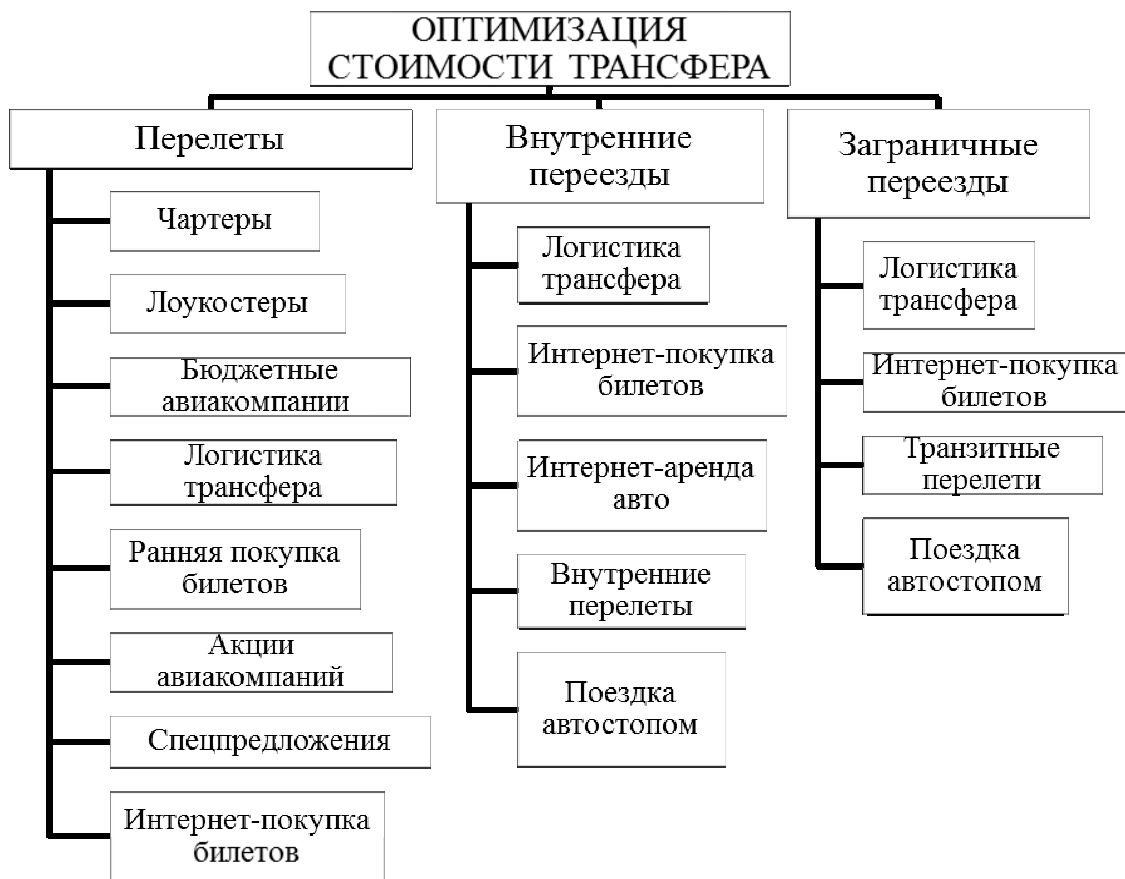 ОПТИМИЗАЦИЯ
СТОИМОСТИ ТРАНСФЕРА
Перелеты
Чартеры
Лоукостеры
Бюджетные
авиакомпании
Логистика
трансфера
Ранняя покупка
билетов
Акции
авиакомпаний
Спецпредложения
Интернет-покупка
билетов
Внутренние
переезды
Логистика
трансфера
Интернет-покупка
билетов
Интернет-аренда
авто
Внутренние
перелеты
Поездка
автостопом
Заграничные
переезды
Логистика
трансфера
Интернет-покупка
билетов
Транзитные
перелети
Поездка
автостопом